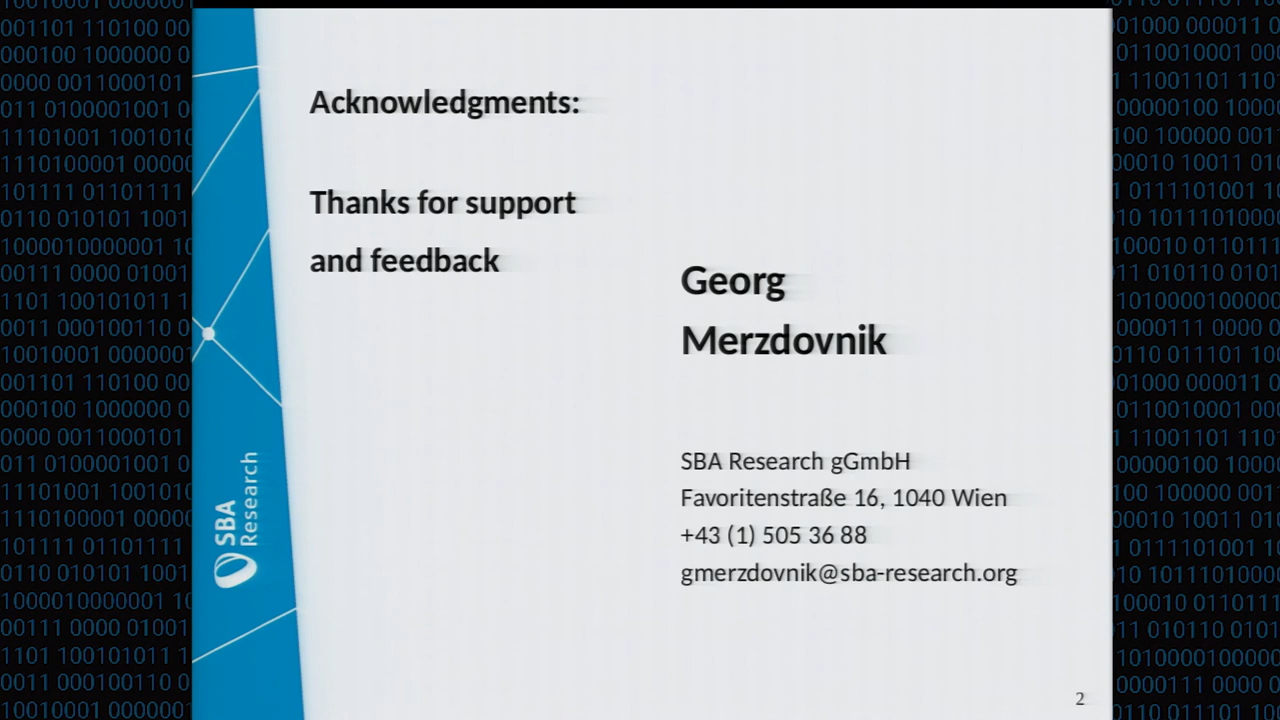 Acknowledgments:
Thanks for support
and feedback
Georg
Merzdovnik
SBA Research gGmbH
Favoritenstraße 16, 1040 Wien
+43 (1) 505 36 88
gmerzdovnik@sba-research.org
SBA
Research
2